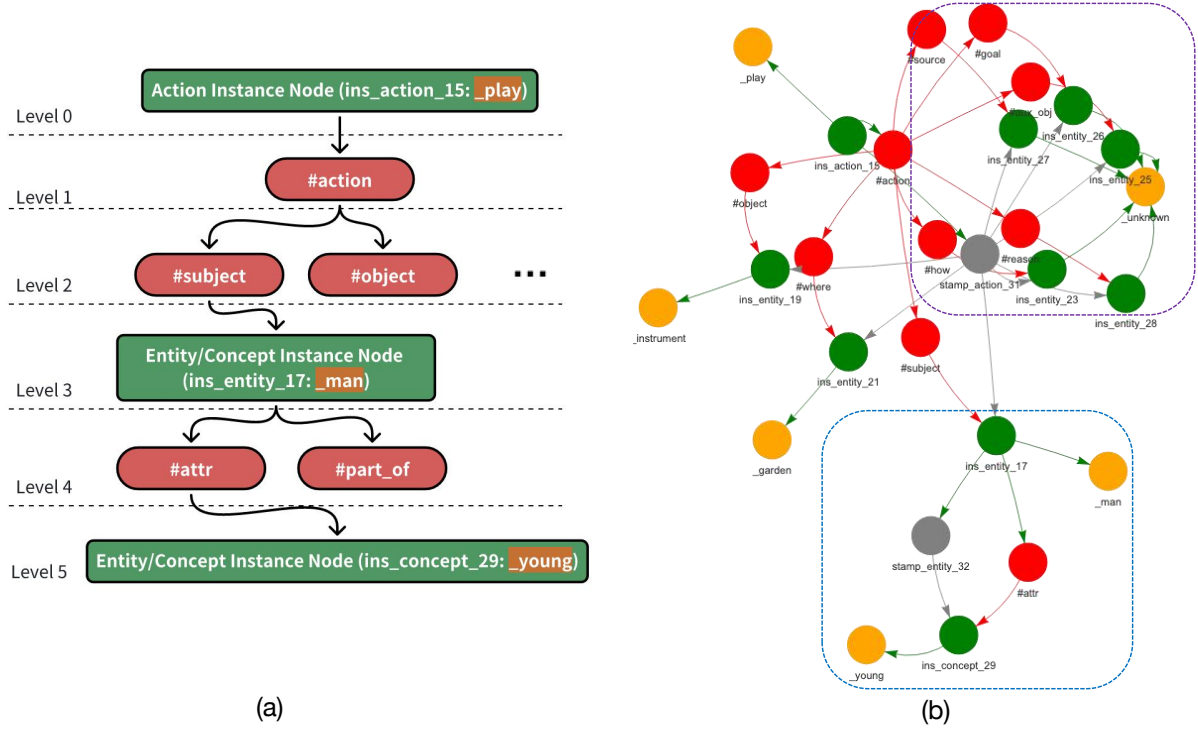 Action Instance Node (ins_action_15: _play)
Level 0
#action
Level 1
#subject
#object
...
Level 2
Entity/Concept Instance Node
(ins_entity_17: _man)
Level 3
#attr
#part_of
Level 4
Entity/Concept Instance Node (ins_concept_29: _young)
Level 5
(a)
_play
#source
#goal
#aux_obj
ins_entity_26
ins_entity_27
ins_action_15
#action
ins_entity_25
#object
_unknown
#how
#reason
#where
stamp_action_31
ins_entity_19
ins_entity_23
ins_entity_28
_instrument
#subject
ins_entity_21
_garden
ins_entity_17
_man
stamp_entity_32
#attr
ins_concept_29
_young
(b)